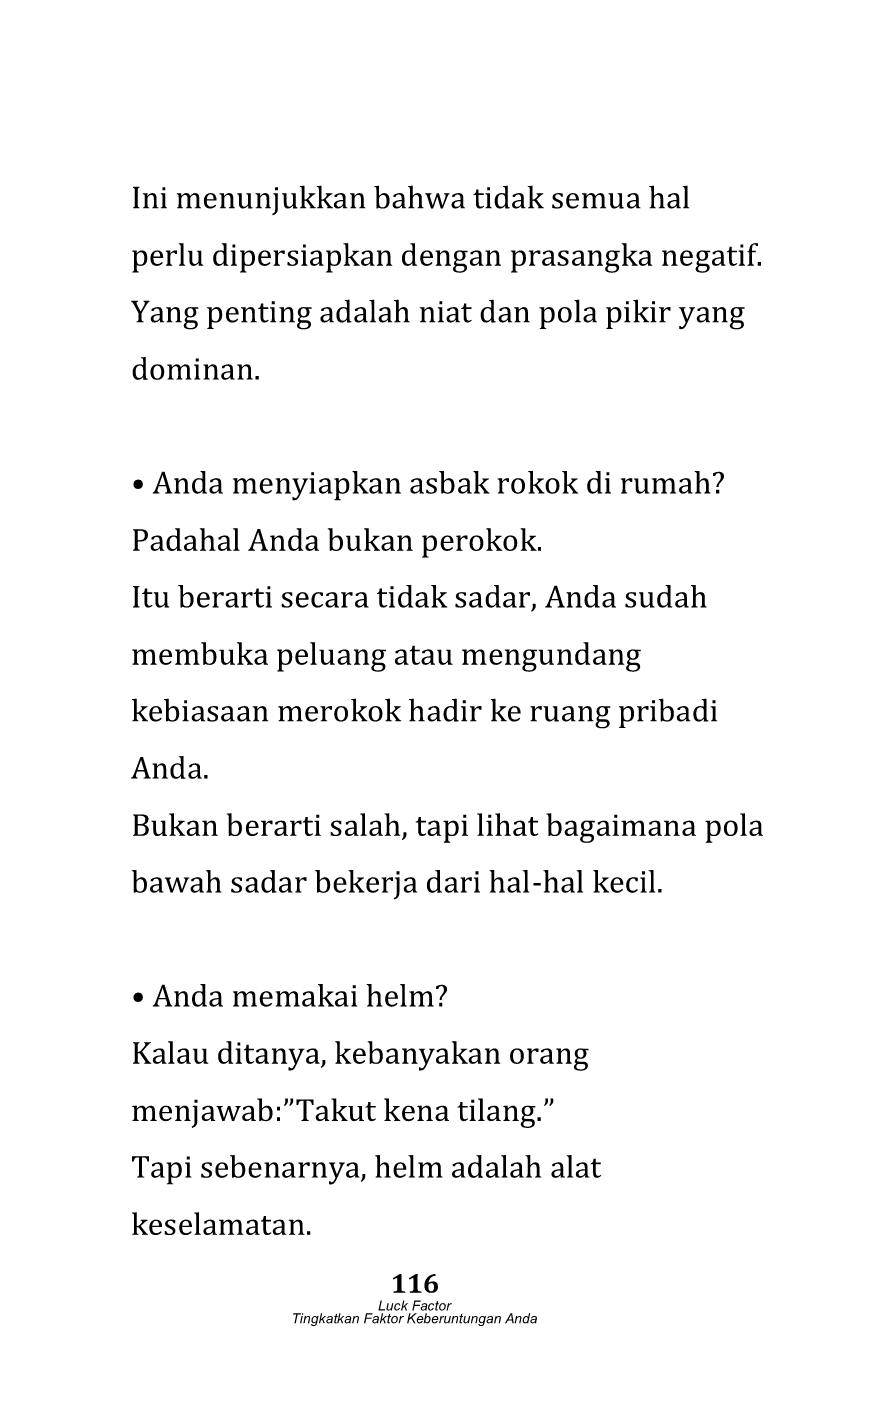 Ini menunjukkan bahwa tidak semua hal
perlu dipersiapkan dengan prasangka negatif.
Yang penting adalah niat dan pola pikir yang
dominan.
• Anda menyiapkan asbak rokok di rumah?
Padahal Anda bukan perokok.
Itu berarti secara tidak sadar, Anda sudah
membuka peluang atau mengundang
kebiasaan merokok hadir ke ruang pribadi
Anda.
Bukan berarti salah, tapi lihat bagaimana pola
bawah sadar bekerja dari hal-hal kecil.
• Anda memakai helm?
Kalau ditanya, kebanyakan orang
menjawab:”Takut kena tilang.”
Tapi sebenarnya, helm adalah alat
keselamatan.
116
Luck Factor
Tingkatkan Faktor Keberuntungan Anda